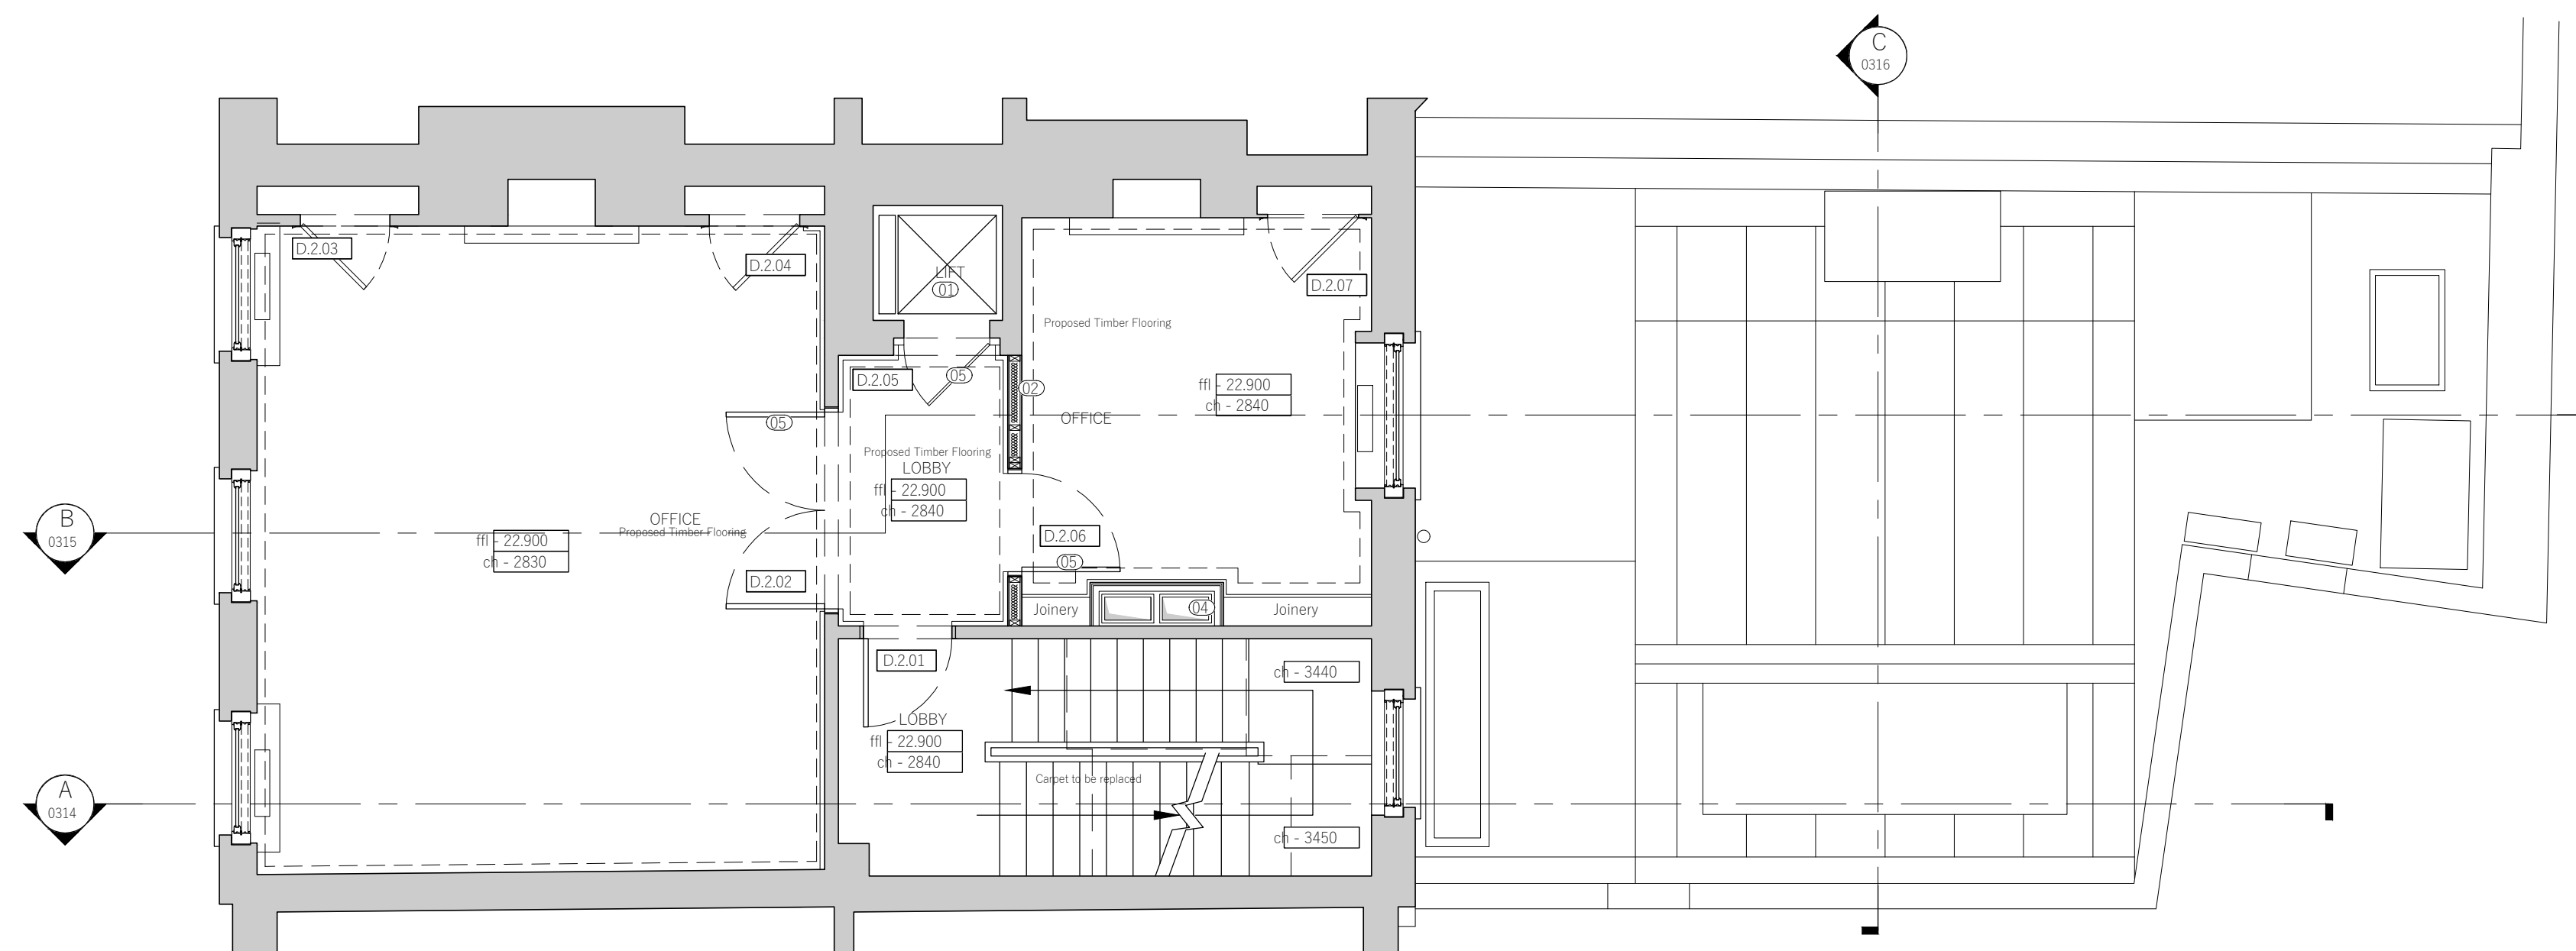 C
0316
D.2.03
D.2.04
LIFT
01
D.2.07
Proposed Timber Flooring
D.2.05
05
02
ffl - 22.900
ch - 2840
OFFICE
05
Proposed Timber Flooring
LOBBY
ffl - 22.900
ch - 2840
B
0315
OFFICE
Proposed Timber Flooring
ffl - 22.900
ch - 2830
D.2.06
05
D.2.02
Joinery
04
Joinery
D.2.01
ch - 3440
LOBBY
ffl - 22.900
ch - 2840
Carpet to be replaced
A
0314
ch - 3450